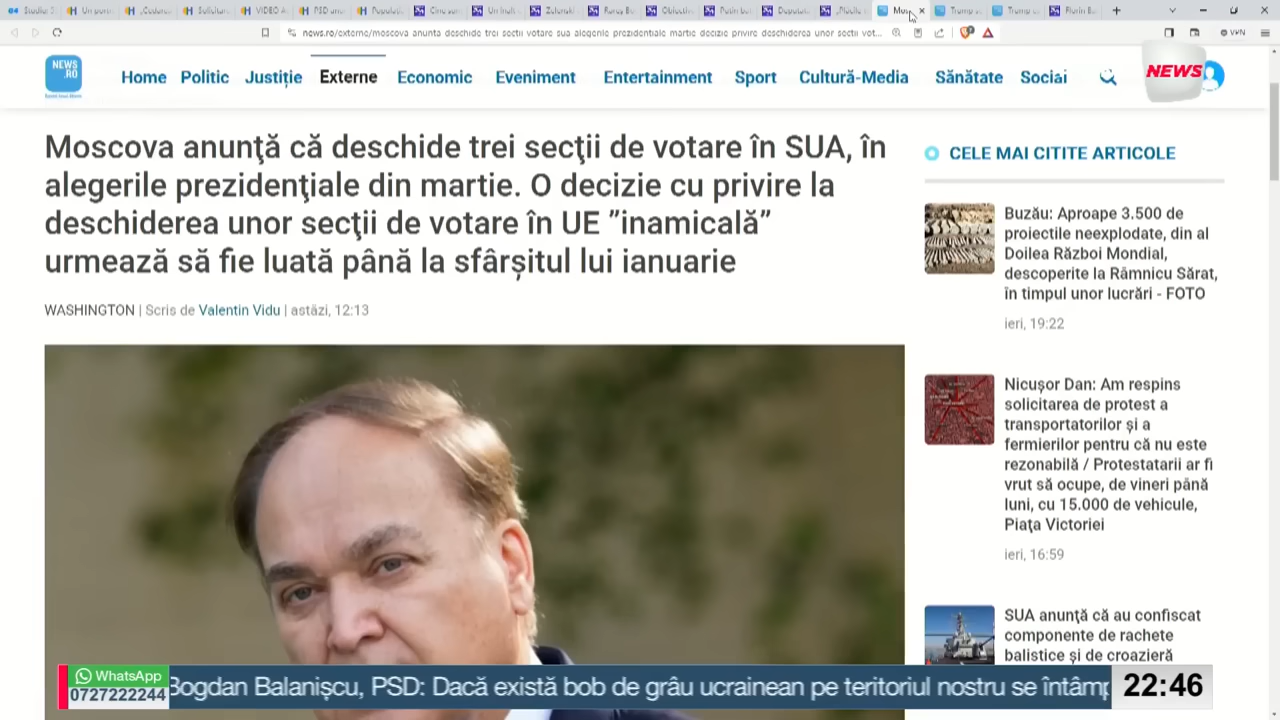 news.ro/externe/moscova anunta deschide trei sectii votare sua alegerile prezidentiale martie decizie privire deschiderea unor sectii vot...
VPN
NEWS
.RO
Home Politic Justiţie Externe Economic Eveniment Entertainment Sport Cultură-Media Sănătate Social
NEWS
Moscova anunţă că deschide trei secţii de votare în SUA, în
alegerile prezidenţiale din martie. O decizie cu privire la
deschiderea unor secţii de votare în UE ”inamicală”
urmează să fie luată până la sfârşitul lui ianuarie
WASHINGTON | Scris de Valentin Vidu | astăzi, 12:13
CELE MAI CITITE ARTICOLE
Buzău: Aproape 3.500 de
proiectile neexplodate, din al
Doilea Război Mondial,
descoperite la Râmnicu Sărat,
în timpul unor lucrări - FOTO
ieri, 19:22
Nicuşor Dan: Am respins
solicitarea de protest a
transportatorilor şi a
fermierilor pentru că nu este
rezonabilă / Protestatarii ar fi
vrut să ocupe, de vineri până
luni, cu 15.000 de vehicule,
Piaţa Victoriei
ieri, 16:59
SUA anunţă că au confiscat
componente de rachete
balistice şi de croazieră
WhatsApp
0727222244
Bogdan Balanișcu, PSD: Dacă există bob de grâu ucrainean pe teritoriul nostru se întâmp
22:46